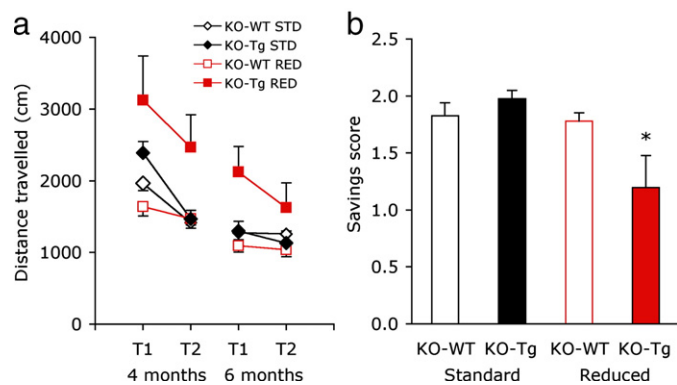 a
KO-WT STD
KO-Tg STD
KO-WT RED
KO-Tg RED
Distance travelled (cm)
4000
3000
2000
1000
0
T1 T2 T1 T2
4 months 6 months
b
Savings score
2.5
2.0
1.5
1.0
0.5
0.0
*
KO-WT KO-Tg KO-WT KO-Tg
Standard Reduced